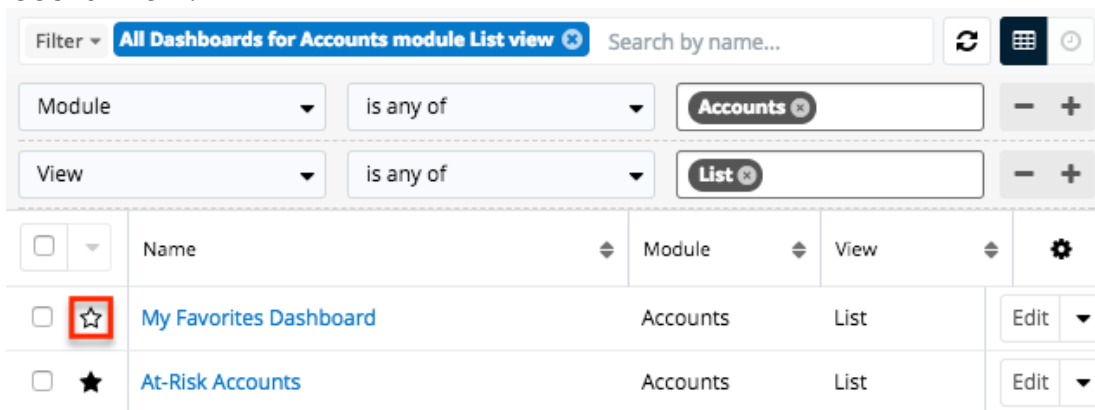 Filter All Dashboards for Accounts module List view Search by name...
Module is any of Accounts
View is any of List
Name Module View
My Favorites Dashboard Accounts List Edit
At-Risk Accounts Accounts List Edit